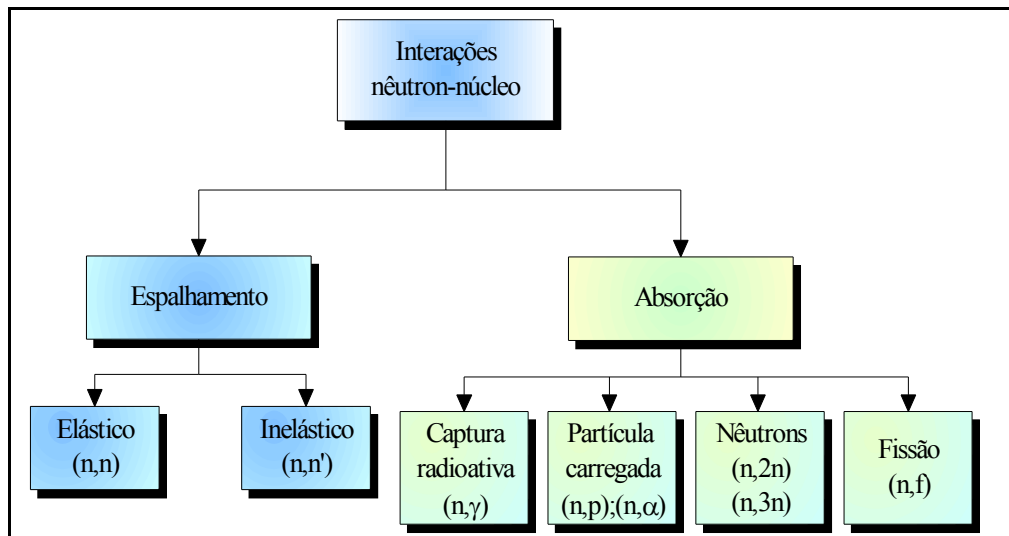 Interações
nêutron-núcleo
Espalhamento
Absorção
Elástico
(n,n)
Inelástico
(n,n')
Captura
radioativa
(n,γ)
Partícula
carregada
(n,p);(n,α)
Nêutrons
(n,2n)
(n,3n)
Fissão
(n,f)